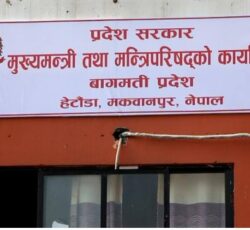 प्रदेश सरकार
मुख्यमन्त्री तथा मन्त्रिपरिषद्को
बागमती प्रदेश
हेटौंडा, मकवानपुर, नेपाल